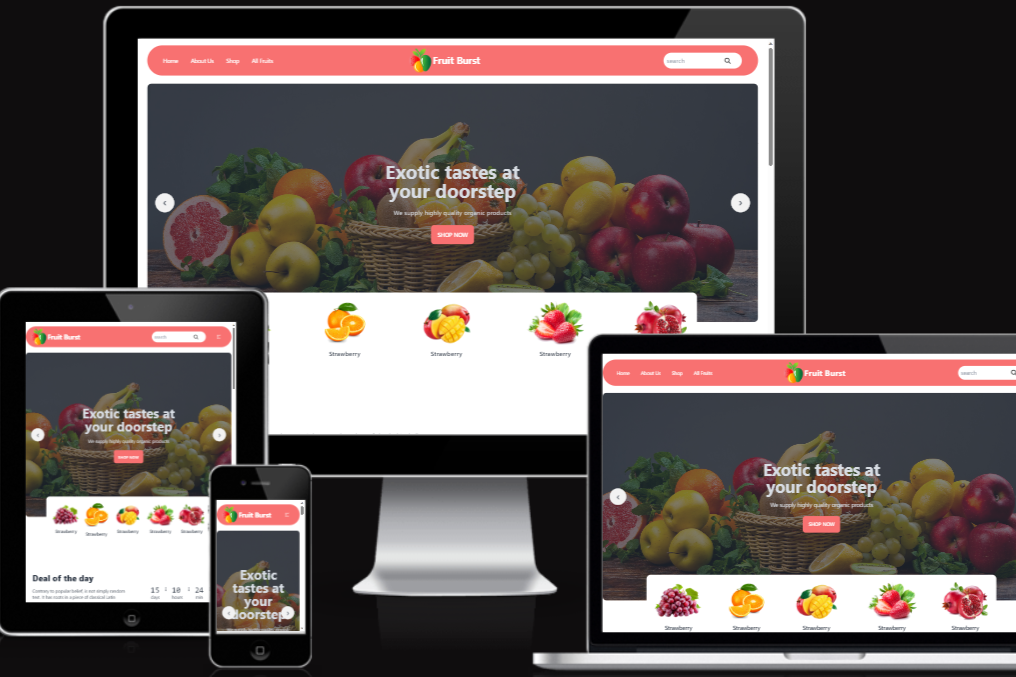 Home About Us Shop All Fruits
Fruit Burst
search
Exotic tastes at
your doorstep
We supply highly quality organic products
SHOP NOW
Strawberry Strawberry Strawberry
Fruit Burst
search
Exotic tastes at
your doorstep
We supply highly quality organic products
SHOP NOW
Strawberry Strawberry Strawberry Strawberry Strawberry
Deal of the day
Contrary to popular belief, is not simply random
text. It has roots in a piece of classical Latin
15 : 10 : 24
days hours min
Fruit Burst
Exotic
tastes at
your
doorstep
Home About Us Shop All Fruits
Fruit Burst
search
Exotic tastes at
your doorstep
We supply highly quality organic products
SHOP NOW
Strawberry Strawberry Strawberry Strawberry Strawberry